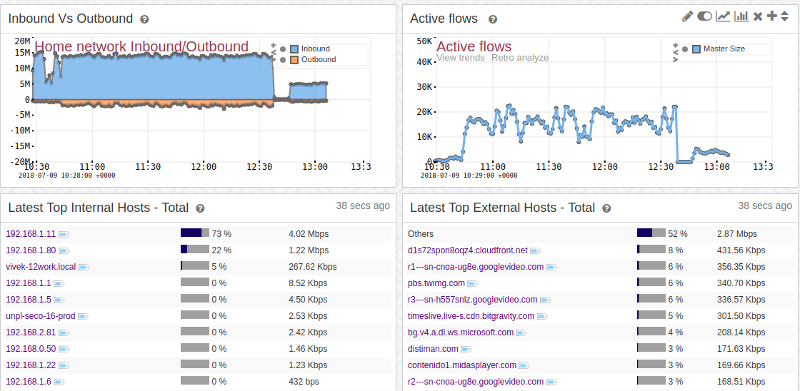 Inbound Vs Outbound
20M
15M
10M
5M
0
-5M
-10M
-15M
-20M
Home network Inbound/Outbound
Inbound
Outbound
10:30 11:00 11:30 12:00 12:30 13:00 13:3
2018-07-09 10:28:00 +0000
Active flows
50K
40K
30K
20K
10K
0
Active flows
View trends Retro analyze
Master Size
10:30 11:00 11:30 12:00 12:30 13:00 13:3
2018-07-09 10:29:00 +0000
Latest Top Internal Hosts - Total 38 secs ago
192.168.1.11 73 % 4.02 Mbps
192.168.1.80 22 % 1.22 Mbps
vivek-12work.local 5 % 267.62 Kbps
192.168.1.1 0 % 8.52 Kbps
192.168.1.5 0 % 4.50 Kbps
unpl-seco-16-prod 0 % 2.53 Kbps
192.168.2.81 0 % 2.42 Kbps
192.168.0.50 0 % 1.46 Kbps
192.168.1.22 0 % 1.23 Kbps
192.168.1.6 0 % 432 bps
Latest Top External Hosts - Total 38 secs ago
Others 52 % 2.87 Mbps
d1s72spon8oqz4.cloudfront.net 8 % 431.56 Kbps
r1---sn-cnoa-ug8e.googlevideo.com 6 % 356.35 Kbps
pbs.twimg.com 6 % 340.70 Kbps
r3---sn-h557snlz.googlevideo.com 6 % 336.57 Kbps
timeslive.live-s.cdn.bitgravity.com 5 % 301.50 Kbps
bg.v4.a.dl.ws.microsoft.com 4 % 208.14 Kbps
distiman.com 3 % 171.63 Kbps
contenido1.midasplayer.com 3 % 169.66 Kbps
r2---sn-cnoa-ug8e.googlevideo.com 3 % 168.51 Kbps